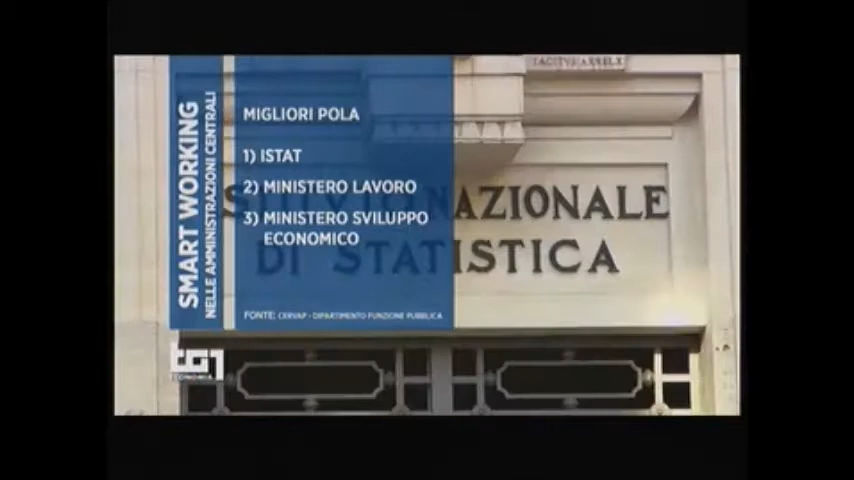 SMART WORKING
NELLE AMMINISTRAZIONI CENTRALI
MIGLIORI POLA
1) ISTAT
2) MINISTERO LAVORO
3) MINISTERO SVILUPPO
ECONOMICO
FONTE: CERVAP - DIPARTIMENTO FUNZIONE PUBBLICA
NAZIONALE
DI STATISTICA
TG1
ECONOMIA